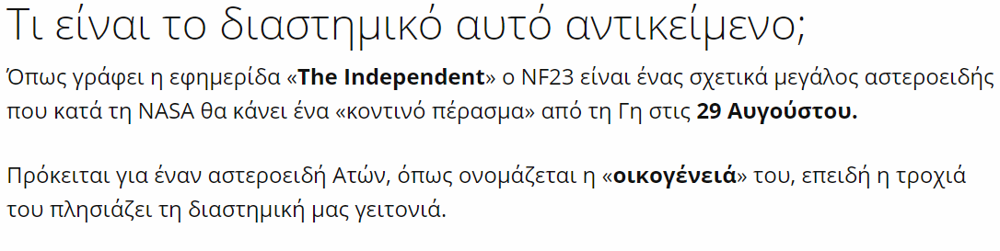 Τι είναι το διαστημικό αυτό αντικείμενο;
Όπως γράφει η εφημερίδα «The Independent» ο NF23 είναι ένας σχετικά μεγάλος αστεροειδής
που κατά τη NASA θα κάνει ένα «κοντινό πέρασμα» από τη Γη στις 29 Αυγούστου.
Πρόκειται για έναν αστεροειδή Ατών, όπως ονομάζεται η «οικογένειά» του, επειδή η τροχιά
του πλησιάζει τη διαστημική μας γειτονιά.